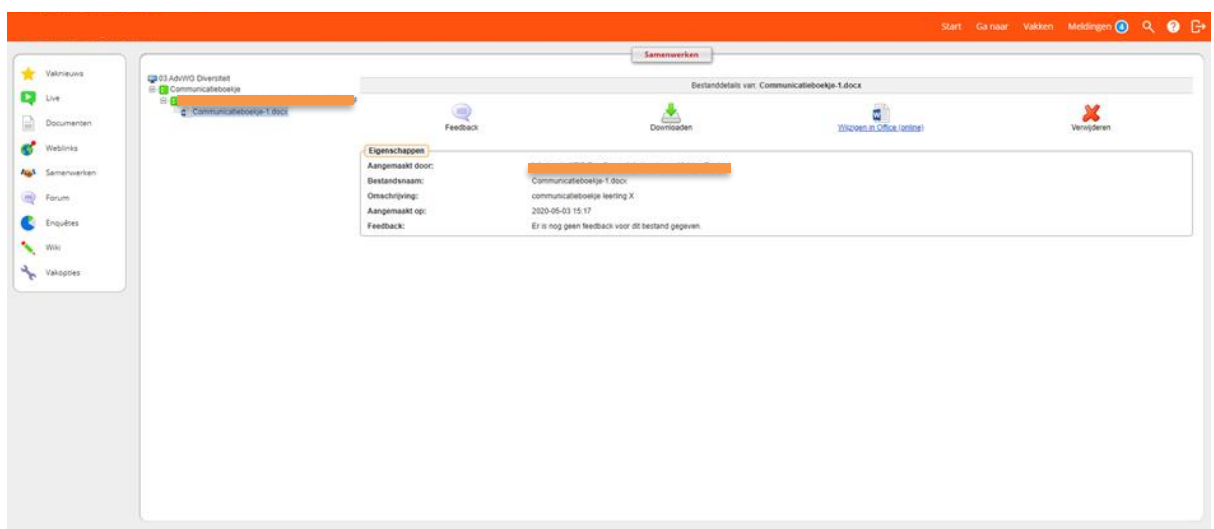 Start Ga naar Vakken Meldingen 4
Samenwerken
Vaknieuws
Live
Documenten
Weblinks
Samenwerken
Forum
Enquêtes
Wiki
Vakopties
03 AdvWG Diversiteit
Communicatieboekje
Communicatieboekje-1.docx
Bestanddetails van: Communicatieboekje-1.docx
Feedback Downloaden Wijzigen in Office (online) Verwijderen
Eigenschappen
Aangemaakt door:
Bestandsnaam: Communicatieboekje-1.docx
Omschrijving: communicatieboekje leerling X
Aangemaakt op: 2020-05-03 15:17
Feedback: Er is nog geen feedback voor dit bestand gegeven.